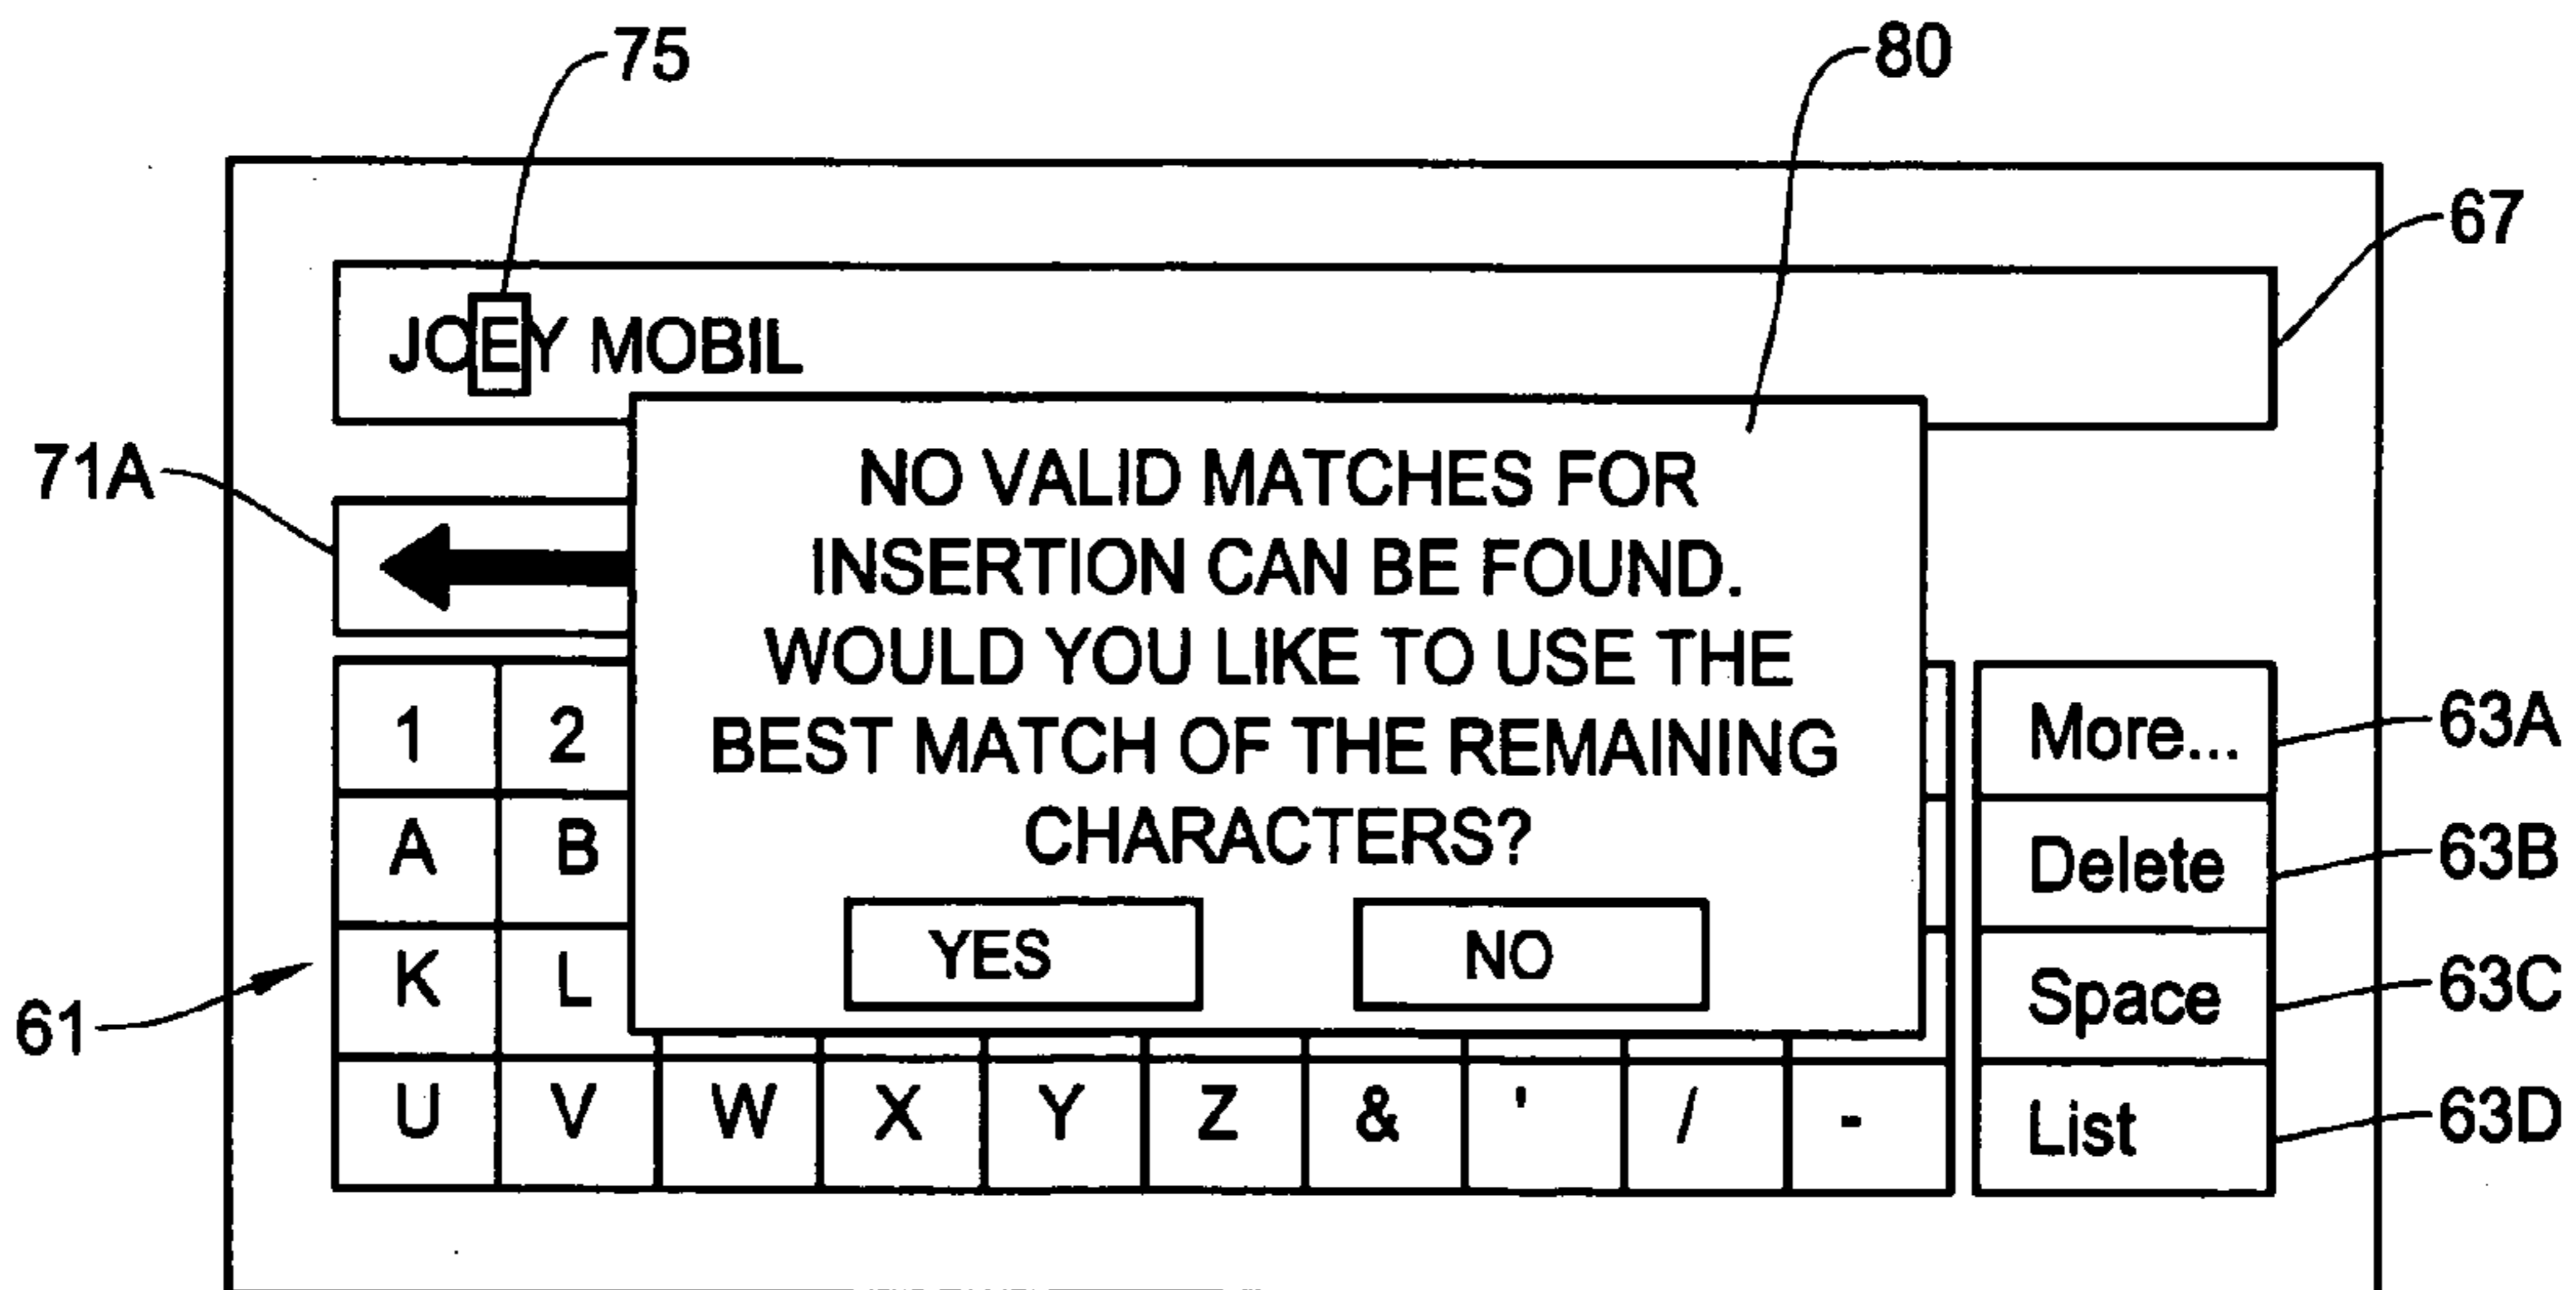 75
80
67
JOEY MOBIL
71A
NO VALID MATCHES FOR
INSERTION CAN BE FOUND.
WOULD YOU LIKE TO USE THE
BEST MATCH OF THE REMAINING
CHARACTERS?
YES NO
1 2
More... 63A
A B
Delete 63B
K L
Space 63C
61
U V W X Y Z & ' / -
List 63D